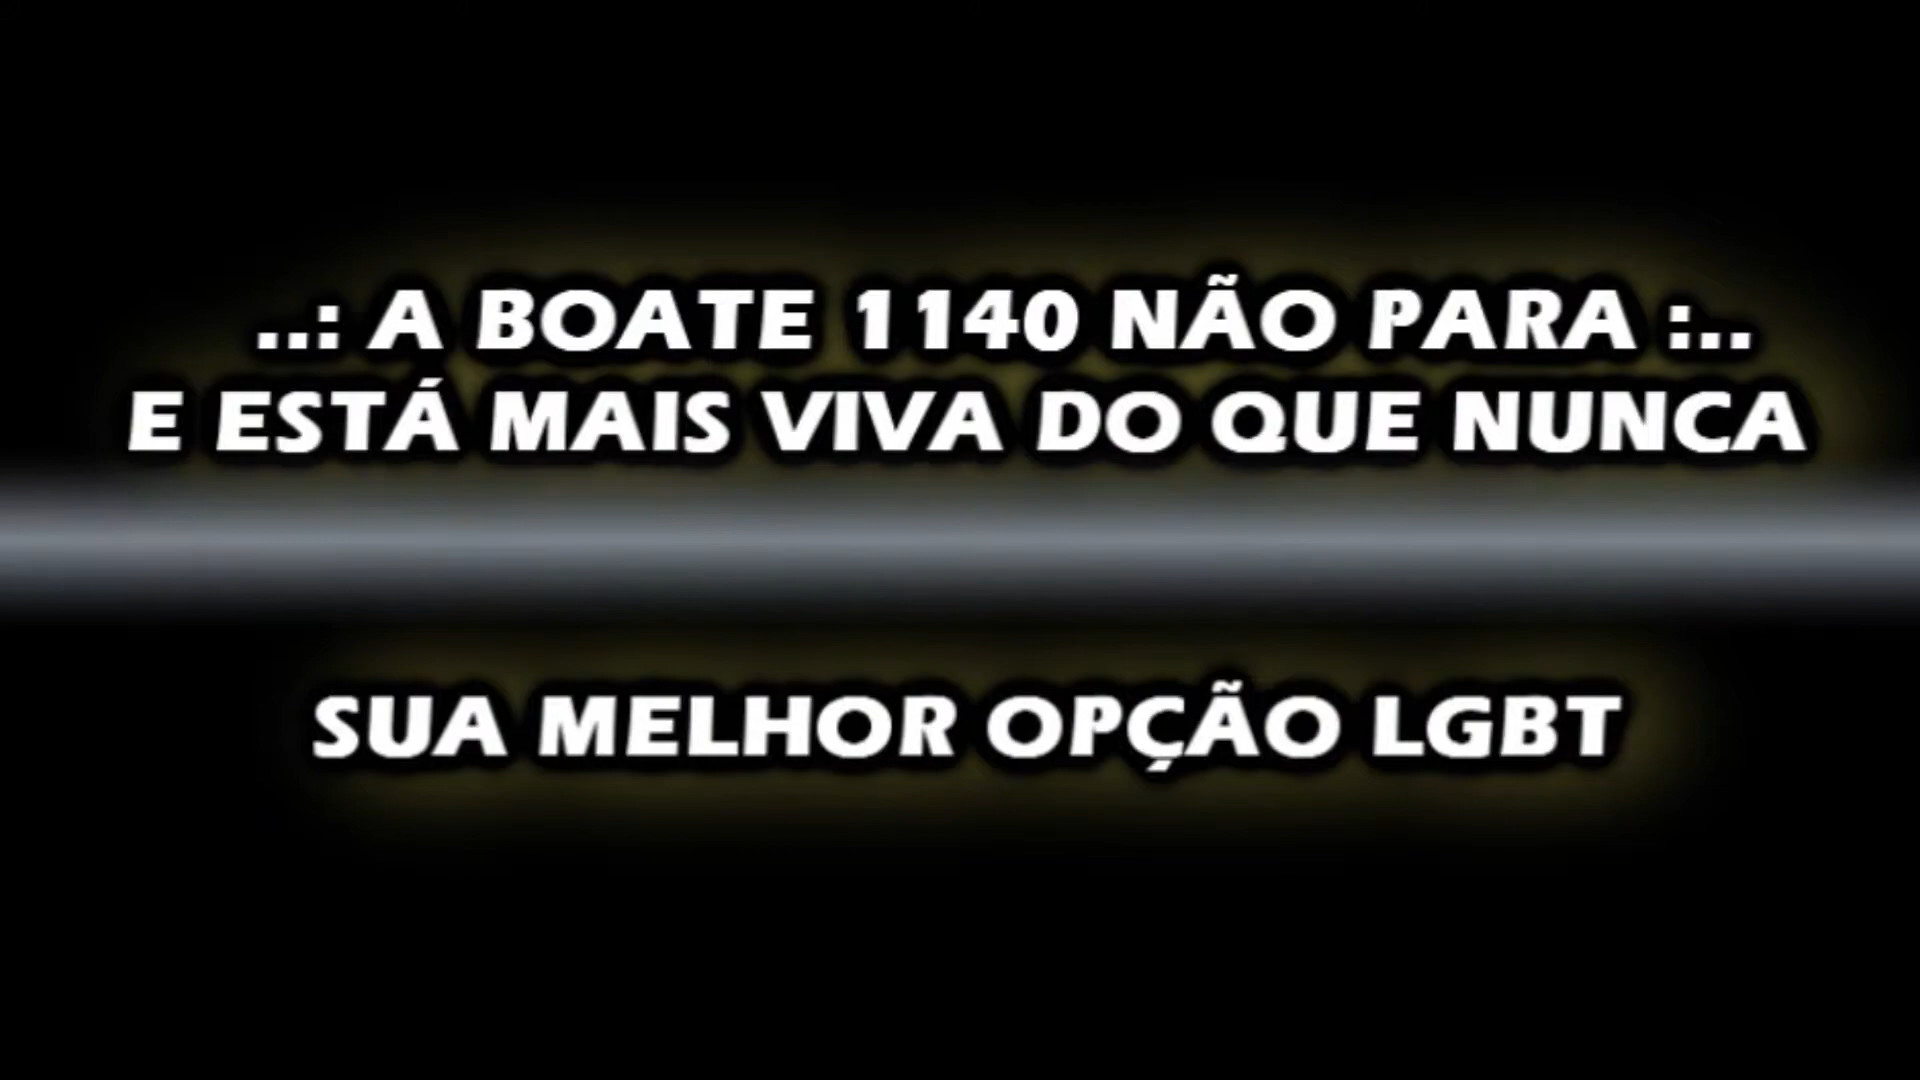 ..: A BOATE 1140 NÃO PARA :..
E ESTÁ MAIS VIVA DO QUE NUNCA
SUA MELHOR OPÇÃO LGBT